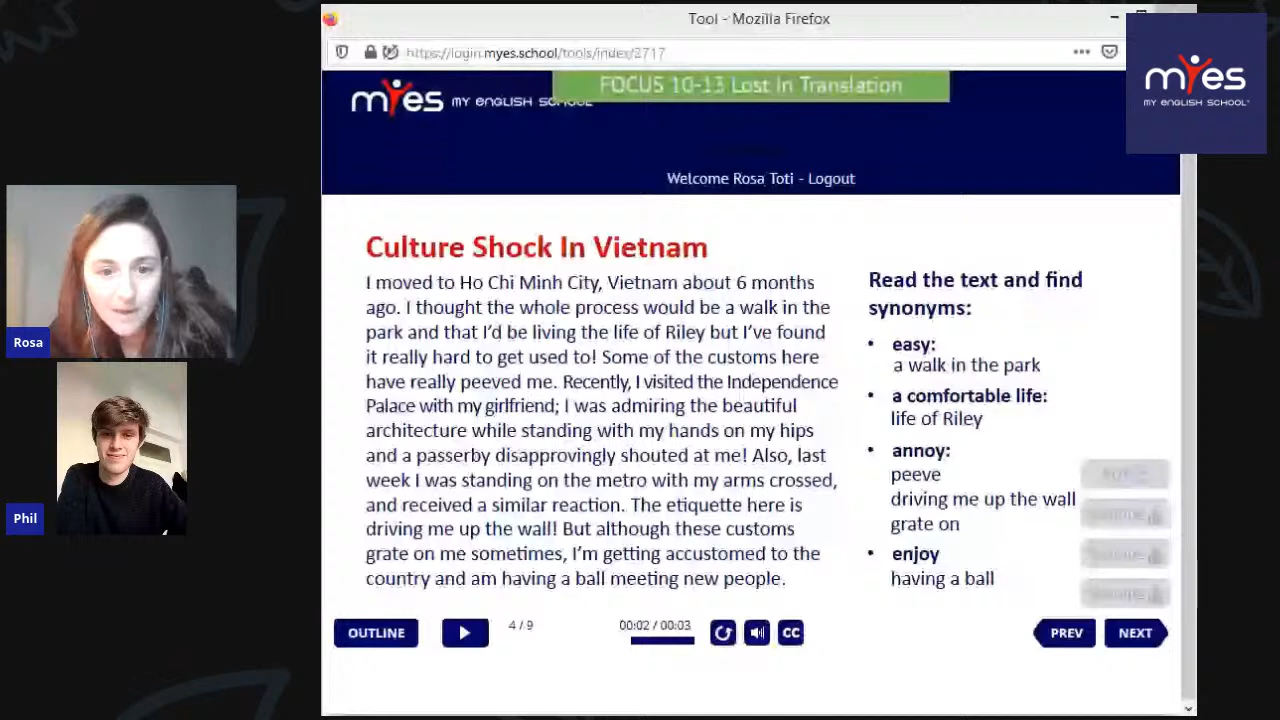 Tool - Mozilla Firefox
https://login.myes.school/tools/index/2717
FOCUS 10-13 Lost In Translation
myes MY ENGLISH SCHOOL
myes
MY ENGLISH SCHOOL
Welcome Rosa Toti - Logout
Culture Shock In Vietnam
I moved to Ho Chi Minh City, Vietnam about 6 months
ago. I thought the whole process would be a walk in the
park and that I'd be living the life of Riley but I've found
it really hard to get used to! Some of the customs here
have really peeved me. Recently, I visited the Independence
Palace with my girlfriend; I was admiring the beautiful
architecture while standing with my hands on my hips
and a passerby disapprovingly shouted at me! Also, last
week I was standing on the metro with my arms crossed,
and received a similar reaction. The etiquette here is
driving me up the wall! But although these customs
grate on me sometimes, I'm getting accustomed to the
country and am having a ball meeting new people.
Read the text and find
synonyms:
• easy:
a walk in the park
• a comfortable life:
life of Riley
• annoy:
peeve
driving me up the wall
grate on
• enjoy
having a ball
Rosa
Phil
OUTLINE
4 / 9
00:02 / 00:03
CC
PREV
NEXT